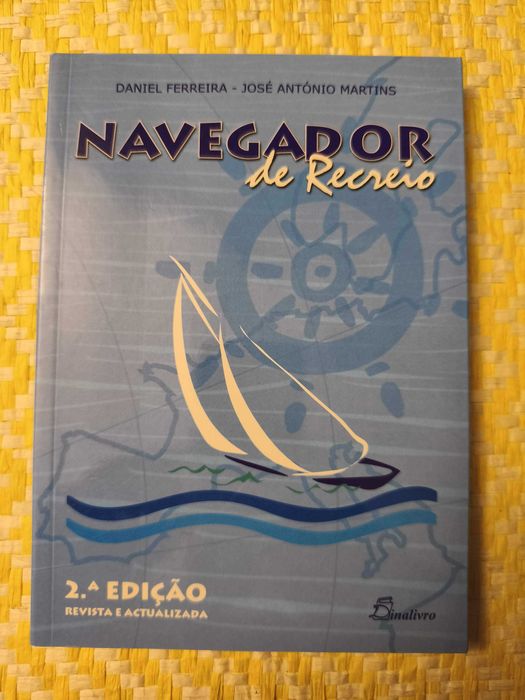 DANIEL FERREIRA - JOSÉ ANTÓNIO MARTINS
NAVEGADOR
de Recreio
2.ª EDIÇÃO
REVISTA E ACTUALIZADA
Dinalivro